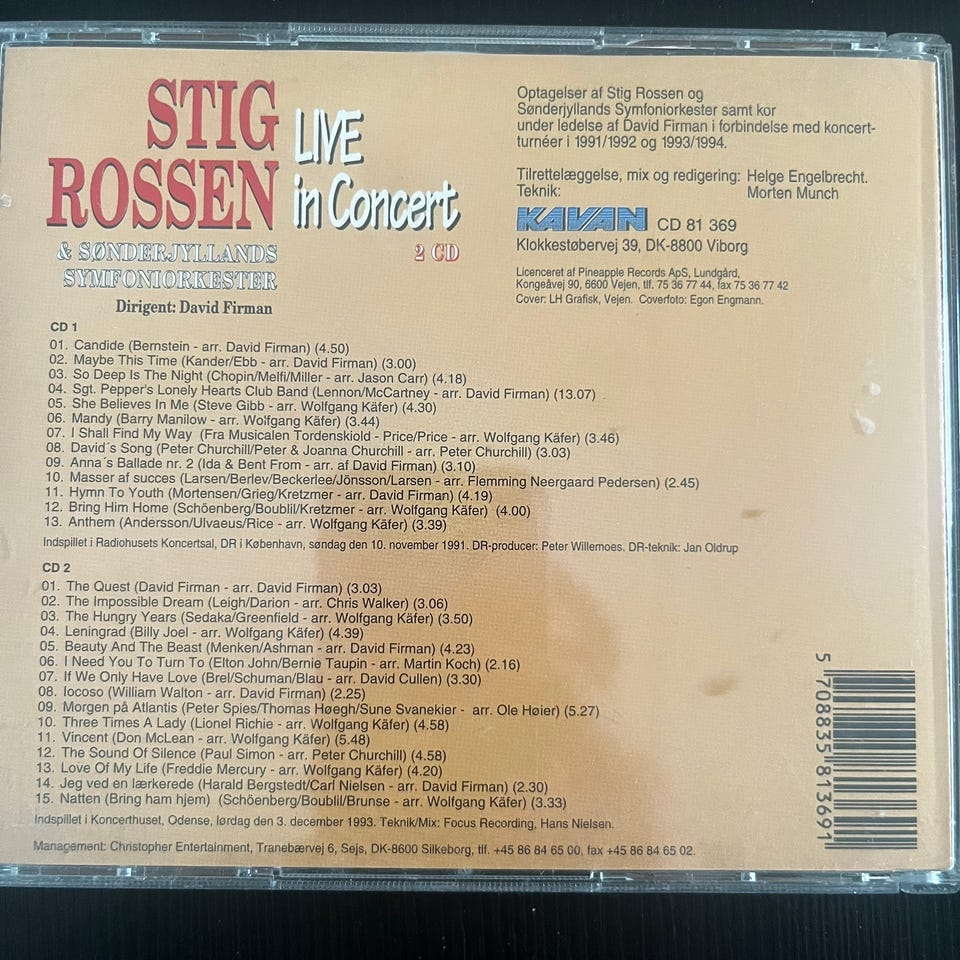 STIG
ROSSEN
LIVE
in Concert
& SØNDERJYLLANDS
SYMFONIORKESTER
2 CD
Dirigent: David Firman
Optagelser af Stig Rossen og
Sønderjyllands Symfoniorkester samt kor
under ledelse af David Firman i forbindelse med koncert-
turnéer i 1991/1992 og 1993/1994.
Tilrettelæggelse, mix og redigering: Helge Engelbrecht.
Teknik: Morten Munch
KAVAN CD 81 369
Klokkestøbervej 39, DK-8800 Viborg
Licenceret af Pineapple Records ApS, Lundgård,
Kongeåvej 90, 6600 Vejen, tlf. 75 36 77 44, fax 75 36 77 42
Cover: LH Grafisk, Vejen. Coverfoto: Egon Engmann.
CD 1
01. Candide (Bernstein - arr. David Firman) (4.50)
02. Maybe This Time (Kander/Ebb - arr. David Firman) (3.00)
03. So Deep Is The Night (Chopin/Melfi/Miller - arr. Jason Carr) (4.18)
04. Sgt. Pepper's Lonely Hearts Club Band (Lennon/McCartney - arr. David Firman) (13.07)
05. She Believes In Me (Steve Gibb - arr. Wolfgang Käfer) (4.30)
06. Mandy (Barry Manilow - arr. Wolfgang Käfer) (3.44)
07. I Shall Find My Way (Fra Musicalen Tordenskiold - Price/Price - arr. Wolfgang Käfer) (3.46)
08. David´s Song (Peter Churchill/Peter & Joanna Churchill - arr. Peter Churchill) (3.03)
09. Anna´s Ballade nr. 2 (Ida & Bent From - arr. af David Firman) (3.10)
10. Masser af succes (Larsen/Berlev/Beckerlee/Jönsson/Larsen - arr. Flemming Neergaard Pedersen) (2.45)
11. Hymn To Youth (Mortensen/Grieg/Kretzmer - arr. David Firman) (4.19)
12. Bring Him Home (Schöenberg/Boublil/Kretzmer - arr. Wolfgang Käfer) (4.00)
13. Anthem (Andersson/Ulvaeus/Rice - arr. Wolfgang Käfer) (3.39)
Indspillet i Radiohusets Koncertsal, DR i København, søndag den 10. november 1991. DR-producer: Peter Willemoes. DR-teknik: Jan Oldrup
CD 2
01. The Quest (David Firman - arr. David Firman) (3.03)
02. The Impossible Dream (Leigh/Darion - arr. Chris Walker) (3.06)
03. The Hungry Years (Sedaka/Greenfield - arr. Wolfgang Käfer) (3.50)
04. Leningrad (Billy Joel - arr. Wolfgang Käfer) (4.39)
05. Beauty And The Beast (Menken/Ashman - arr. David Firman) (4.23)
06. I Need You To Turn To (Elton John/Bernie Taupin - arr. Martin Koch) (2.16)
07. If We Only Have Love (Brel/Schuman/Blau - arr. David Cullen) (3.30)
08. Iocoso (William Walton - arr. David Firman) (2.25)
09. Morgen på Atlantis (Peter Spies/Thomas Høegh/Sune Svanekier - arr. Ole Høier) (5.27)
10. Three Times A Lady (Lionel Richie - arr. Wolfgang Käfer) (4.58)
11. Vincent (Don McLean - arr. Wolfgang Käfer) (5.48)
12. The Sound Of Silence (Paul Simon - arr. Peter Churchill) (4.58)
13. Love Of My Life (Freddie Mercury - arr. Wolfgang Käfer) (4.20)
14. Jeg ved en lærkerede (Harald Bergstedt/Carl Nielsen - arr. David Firman) (2.30)
15. Natten (Bring ham hjem) (Schöenberg/Boublil/Brunse - arr. Wolfgang Käfer) (3.33)
Indspillet i Koncerthuset, Odense, lørdag den 3. december 1993. Teknik/Mix: Focus Recording, Hans Nielsen.
Management: Christopher Entertainment, Tranebærvej 6, Sejs, DK-8600 Silkeborg, tlf. +45 86 84 65 00, fax +45 86 84 65 02.
5 708835 813691